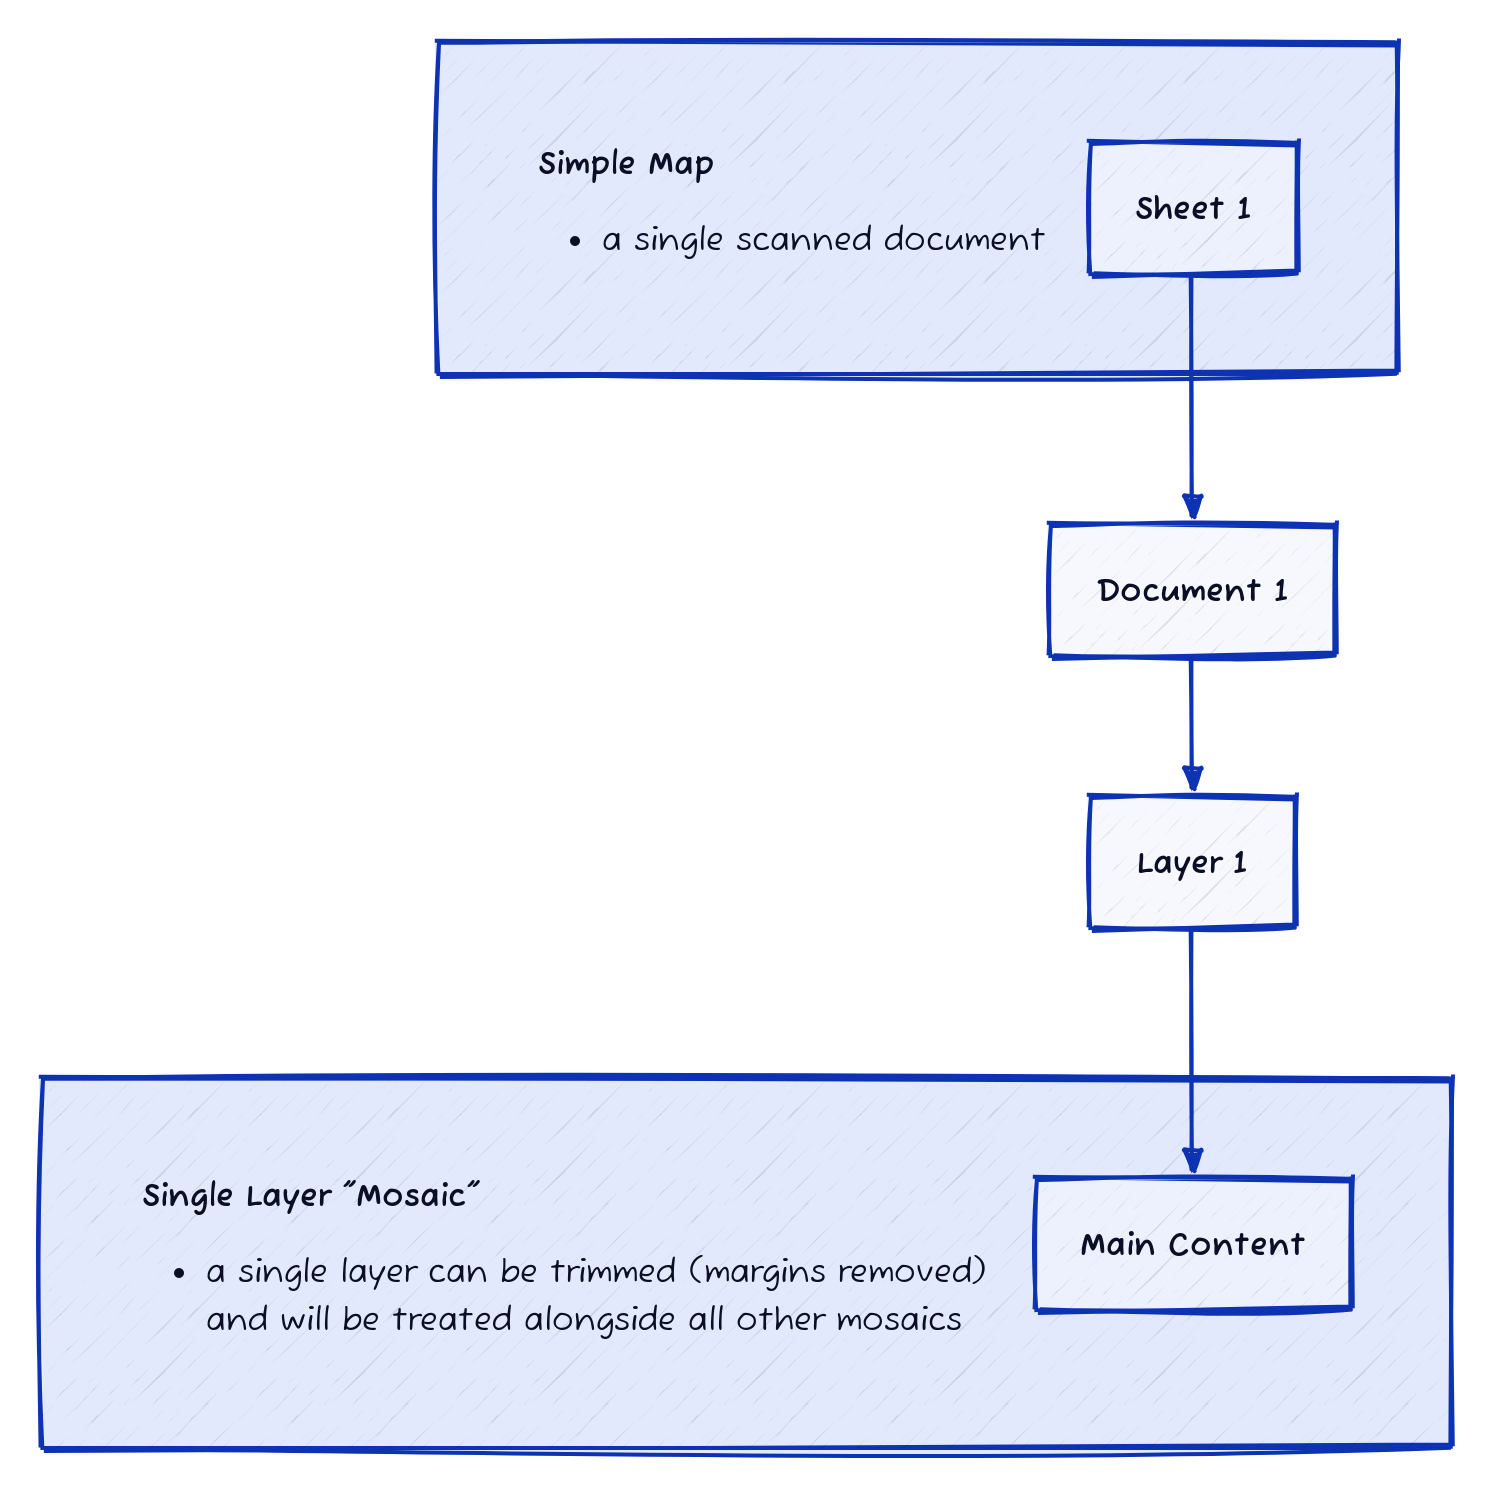 Simple Map
• a single scanned document
Sheet 1
Document 1
Layer 1
Single Layer "Mosaic"
• a single layer can be trimmed (margins removed)
and will be treated alongside all other mosaics
Main Content